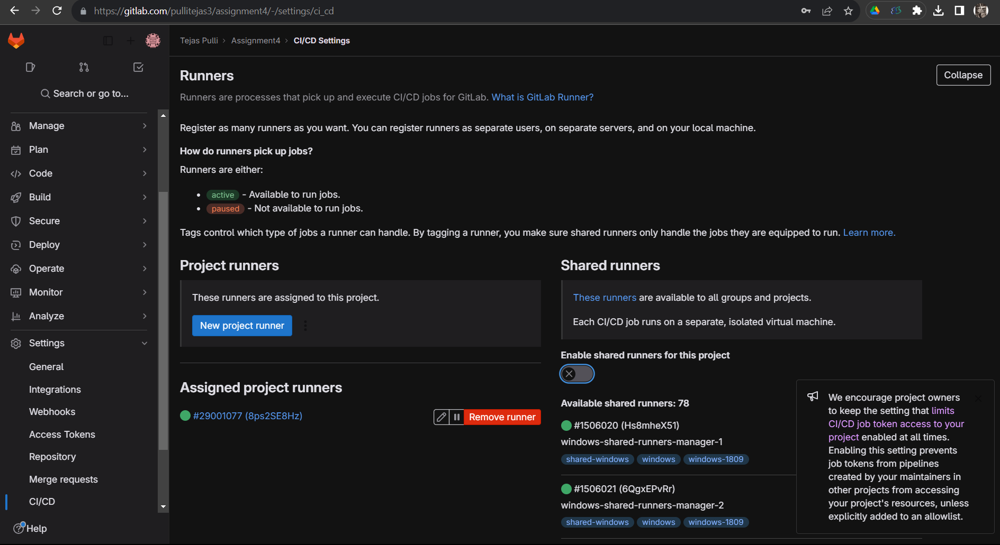 https://gitlab.com/pullitejas3/assignment4/-/settings/ci_cd
Tejas Pulli › Assignment4 › CI/CD Settings
Search or go to...
Manage
Plan
Code
Build
Secure
Deploy
Operate
Monitor
Analyze
Settings
General
Integrations
Webhooks
Access Tokens
Repository
Merge requests
CI/CD
Help
Runners
Collapse
Runners are processes that pick up and execute CI/CD jobs for GitLab. What is GitLab Runner?
Register as many runners as you want. You can register runners as separate users, on separate servers, and on your local machine.
How do runners pick up jobs?
Runners are either:
• active - Available to run jobs.
• paused - Not available to run jobs.
Tags control which type of jobs a runner can handle. By tagging a runner, you make sure shared runners only handle the jobs they are equipped to run. Learn more.
Project runners
These runners are assigned to this project.
New project runner
Assigned project runners
#29001077 (8ps2SE8Hz)
Remove runner
Shared runners
These runners are available to all groups and projects.
Each CI/CD job runs on a separate, isolated virtual machine.
Enable shared runners for this project
Available shared runners: 78
#1506020 (Hs8mheX51)
windows-shared-runners-manager-1
shared-windows windows windows-1809
#1506021 (6QgxEPvRr)
windows-shared-runners-manager-2
shared-windows windows windows-1809
We encourage project owners
to keep the setting that limits
CI/CD job token access to your
project enabled at all times.
Enabling this setting prevents
job tokens from pipelines
created by your maintainers in
other projects from accessing
your project's resources, unless
explicitly added to an allowlist.